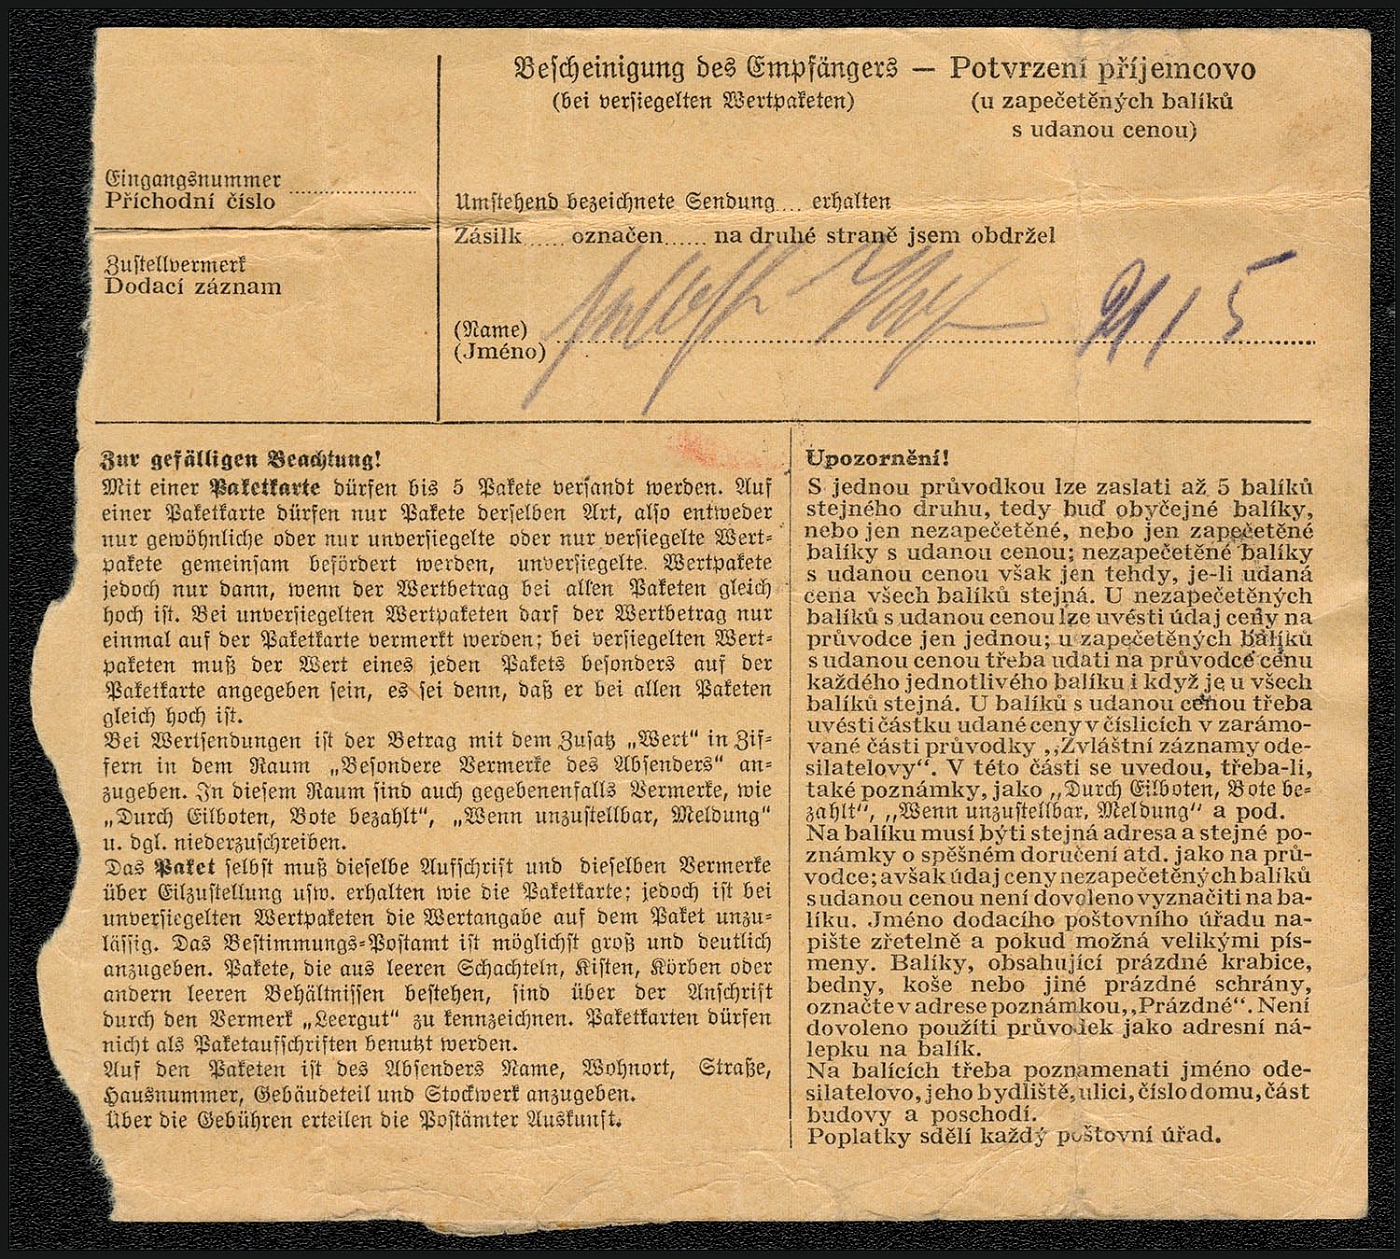 Bescheinigung des Empfängers — Potvrzení příjemcovo
(bei versiegelten Wertpaketen)
(u zapečetěných balíků
s udanou cenou)
Eingangsnummer
Příchodní číslo
Zustellvermerk
Dodací záznam
Umstehend bezeichnete Sendung.... erhalten
Zásilk..... označen...... na druhé straně jsem obdržel
(Name)
(Jméno)
21/5
Zur gefälligen Beachtung!
Mit einer Paketkarte dürfen bis 5 Pakete versandt werden. Auf
einer Paketkarte dürfen nur Pakete derselben Art, also entweder
nur gewöhnliche oder nur unversiegelte oder nur versiegelte Wert-
pakete gemeinsam befördert werden, unversiegelte Wertpakete
jedoch nur dann, wenn der Wertbetrag bei allen Paketen gleich
hoch ist. Bei unversiegelten Wertpaketen darf der Wertbetrag nur
einmal auf der Paketkarte vermerkt werden; bei versiegelten Wert-
paketen muß der Wert eines jeden Pakets besonders auf der
Paketkarte angegeben sein, es sei denn, daß er bei allen Paketen
gleich hoch ist.
Bei Wertsendungen ist der Betrag mit dem Zusatz „Wert“ in Zif-
fern in dem Raum „Besondere Vermerke des Absenders“ an-
zugeben. In diesem Raum sind auch gegebenenfalls Vermerke, wie
„Durch Eilboten, Bote bezahlt“, „Wenn unzustellbar, Meldung“
u. dgl. niederzuschreiben.
Das Paket selbst muß dieselbe Aufschrift und dieselben Vermerke
über Eilzustellung usw. erhalten wie die Paketkarte; jedoch ist bei
unversiegelten Wertpaketen die Wertangabe auf dem Paket unzu-
lässig. Das Bestimmungs-Postamt ist möglichst groß und deutlich
anzugeben. Pakete, die aus leeren Schachteln, Kisten, Körben oder
andern leeren Behältnissen bestehen, sind über der Anschrift
durch den Vermerk „Leergut“ zu kennzeichnen. Paketkarten dürfen
nicht als Paketaufschriften benutzt werden.
Auf den Paketen ist des Absenders Name, Wohnort, Straße,
Hausnummer, Gebäudeteil und Stockwerk anzugeben.
Über die Gebühren erteilen die Postämter Auskunft.
Upozornění!
S jednou průvodkou lze zaslati až 5 balíků
stejného druhu, tedy buď obyčejné balíky,
nebo jen nezapečetěné, nebo jen zapečetěné
balíky s udanou cenou; nezapečetěné balíky
s udanou cenou však jen tehdy, je-li udaná
cena všech balíků stejná. U nezapečetěných
balíků s udanou cenou lze uvésti údaj ceny na
průvodce jen jednou; u zapečetěných balíků
s udanou cenou třeba udati na průvodce cenu
každého jednotlivého balíku i když je u všech
balíků stejná. U balíků s udanou cenou třeba
uvésti částku udané ceny v číslicích v zarámo-
vané části průvodky „Zvláštní záznamy ode-
silatelovy“. V této části se uvedou, třeba-li,
také poznámky, jako „Durch Eilboten, Bote be-
zahlt“, „Wenn unzustellbar, Meldung“ a pod.
Na balíku musí býti stejná adresa a stejné po-
známky o spěšném doručení atd. jako na prů-
vodce; avšak údaj ceny nezapečetěných balíků
s udanou cenou není dovoleno vyznačiti na ba-
líku. Jméno dodacího poštovního úřadu na-
pište zřetelně a pokud možná velikými pís-
meny. Balíky, obsahující prázdné krabice,
bedny, koše nebo jiné prázdné schrány,
označte v adrese poznámkou „Prázdné“. Není
dovoleno použíti průvodek jako adresní ná-
lepku na balík.
Na balících třeba poznamenati jméno ode-
silatelovo, jeho bydliště, ulici, číslo domu, část
budovy a poschodí.
Poplatky sdělí každý poštovní úřad.